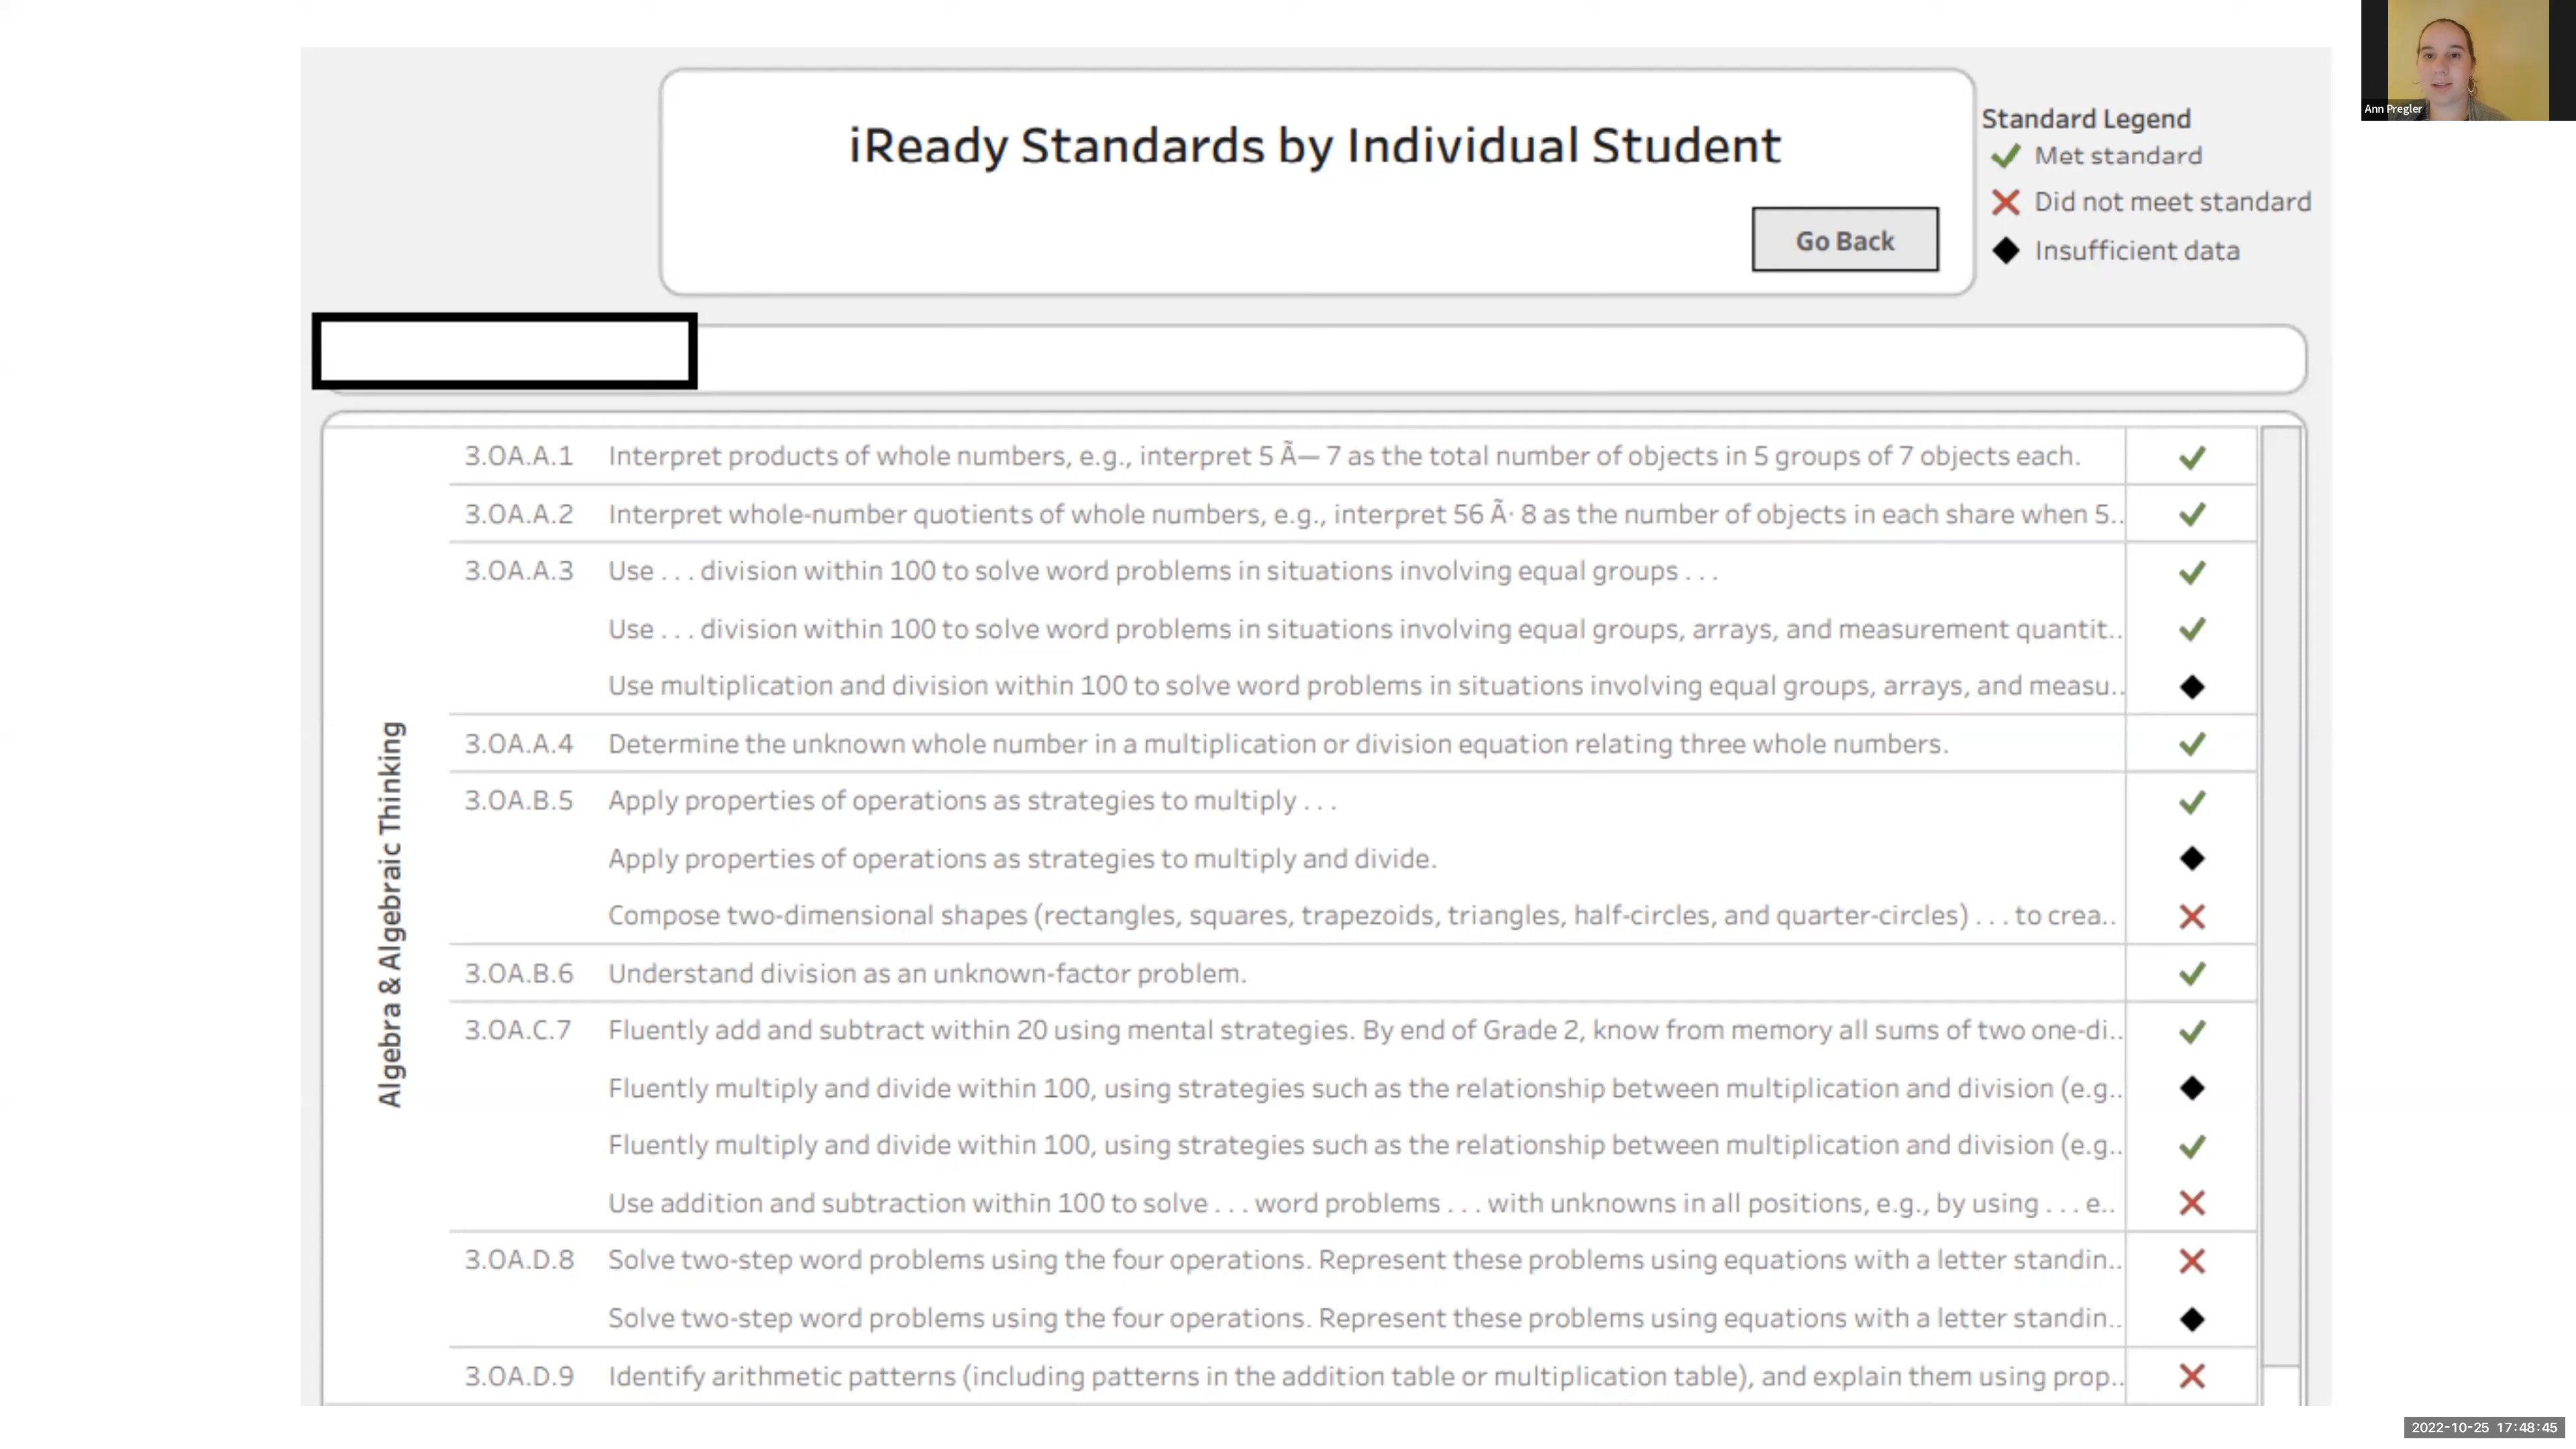 Ann Pregler
iReady Standards by Individual Student
Go Back
Standard Legend
Met standard
Did not meet standard
Insufficient data
Algebra & Algebraic Thinking
3.OA.A.1 Interpret products of whole numbers, e.g., interpret 5 Ã— 7 as the total number of objects in 5 groups of 7 objects each.
3.OA.A.2 Interpret whole-number quotients of whole numbers, e.g., interpret 56 Ã· 8 as the number of objects in each share when 5..
3.OA.A.3 Use . . . division within 100 to solve word problems in situations involving equal groups . . .
Use . . . division within 100 to solve word problems in situations involving equal groups, arrays, and measurement quantit..
Use multiplication and division within 100 to solve word problems in situations involving equal groups, arrays, and measu..
3.OA.A.4 Determine the unknown whole number in a multiplication or division equation relating three whole numbers.
3.OA.B.5 Apply properties of operations as strategies to multiply . . .
Apply properties of operations as strategies to multiply and divide.
Compose two-dimensional shapes (rectangles, squares, trapezoids, triangles, half-circles, and quarter-circles) . . . to crea..
3.OA.B.6 Understand division as an unknown-factor problem.
3.OA.C.7 Fluently add and subtract within 20 using mental strategies. By end of Grade 2, know from memory all sums of two one-di..
Fluently multiply and divide within 100, using strategies such as the relationship between multiplication and division (e.g..
Fluently multiply and divide within 100, using strategies such as the relationship between multiplication and division (e.g..
Use addition and subtraction within 100 to solve . . . word problems . . . with unknowns in all positions, e.g., by using . . . e..
3.OA.D.8 Solve two-step word problems using the four operations. Represent these problems using equations with a letter standin..
Solve two-step word problems using the four operations. Represent these problems using equations with a letter standin..
3.OA.D.9 Identify arithmetic patterns (including patterns in the addition table or multiplication table), and explain them using prop..
2022-10-25 17:48:45